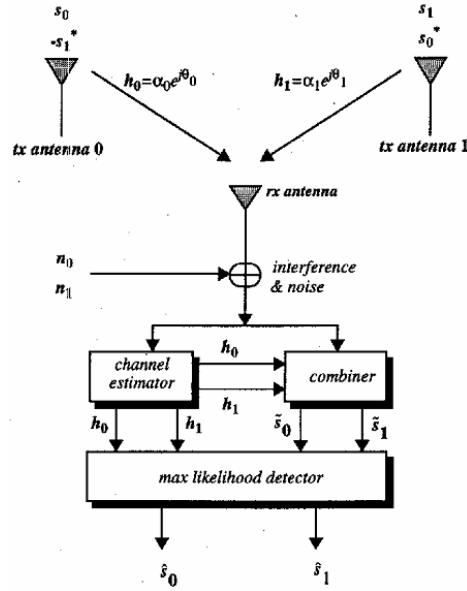 s₀ s₁
-s₁* s₀*
h₀=α₀e^jθ₀ h₁=α₁e^jθ₁
tx antenna 0 tx antenna 1
rx antenna
n₀
n₁
interference
& noise
h₀
channel
estimator
combiner
h₁
h₀ h₁ s̃₀ s̃₁
max likelihood detector
ŝ₀ ŝ₁